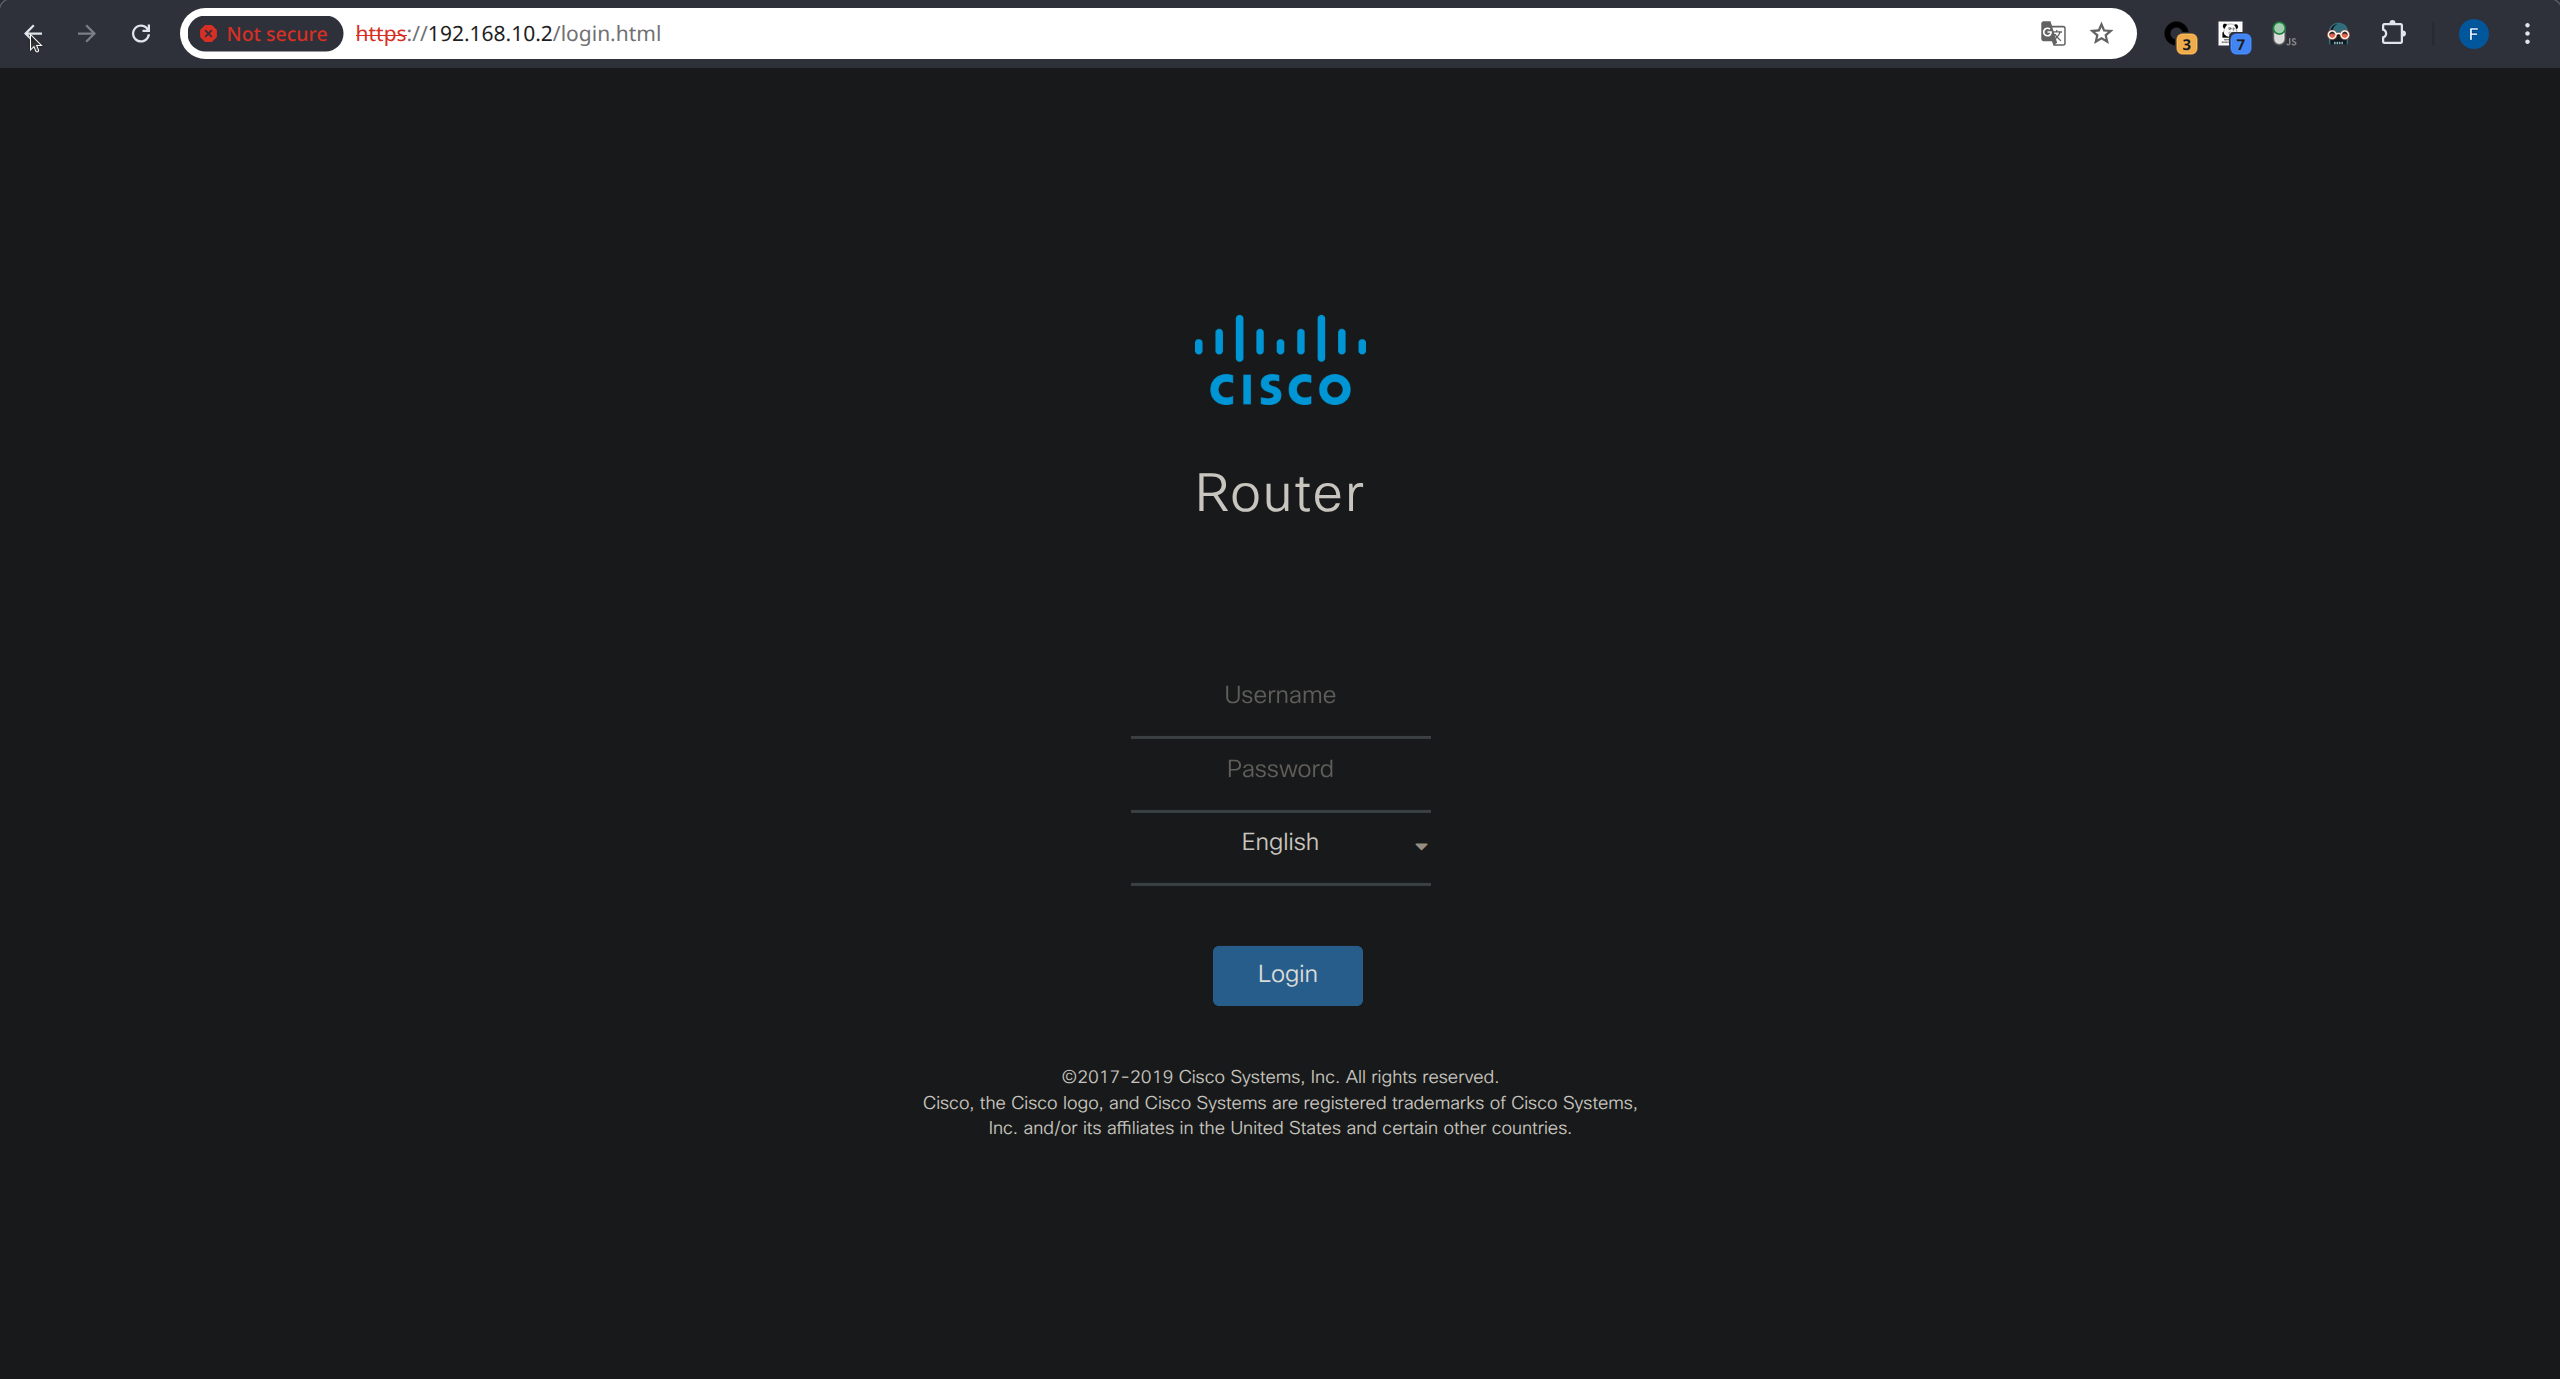 Not secure https://192.168.10.2/login.html 3 7 JS F
CISCO
Router
Username
Password
English
Login
©2017-2019 Cisco Systems, Inc. All rights reserved.
Cisco, the Cisco logo, and Cisco Systems are registered trademarks of Cisco Systems,
Inc. and/or its affiliates in the United States and certain other countries.